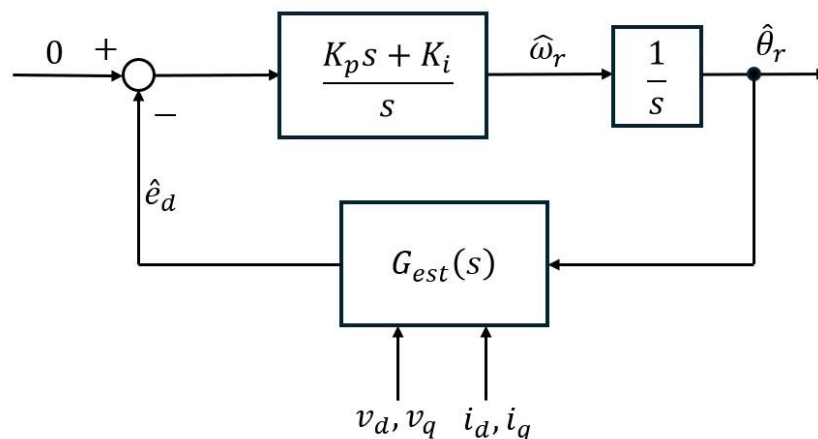 0 +
−
K_p s + K_i
s
ω̂_r
1
s
θ̂_r
ê_d
G_est(s)
v_d, v_q i_d, i_q